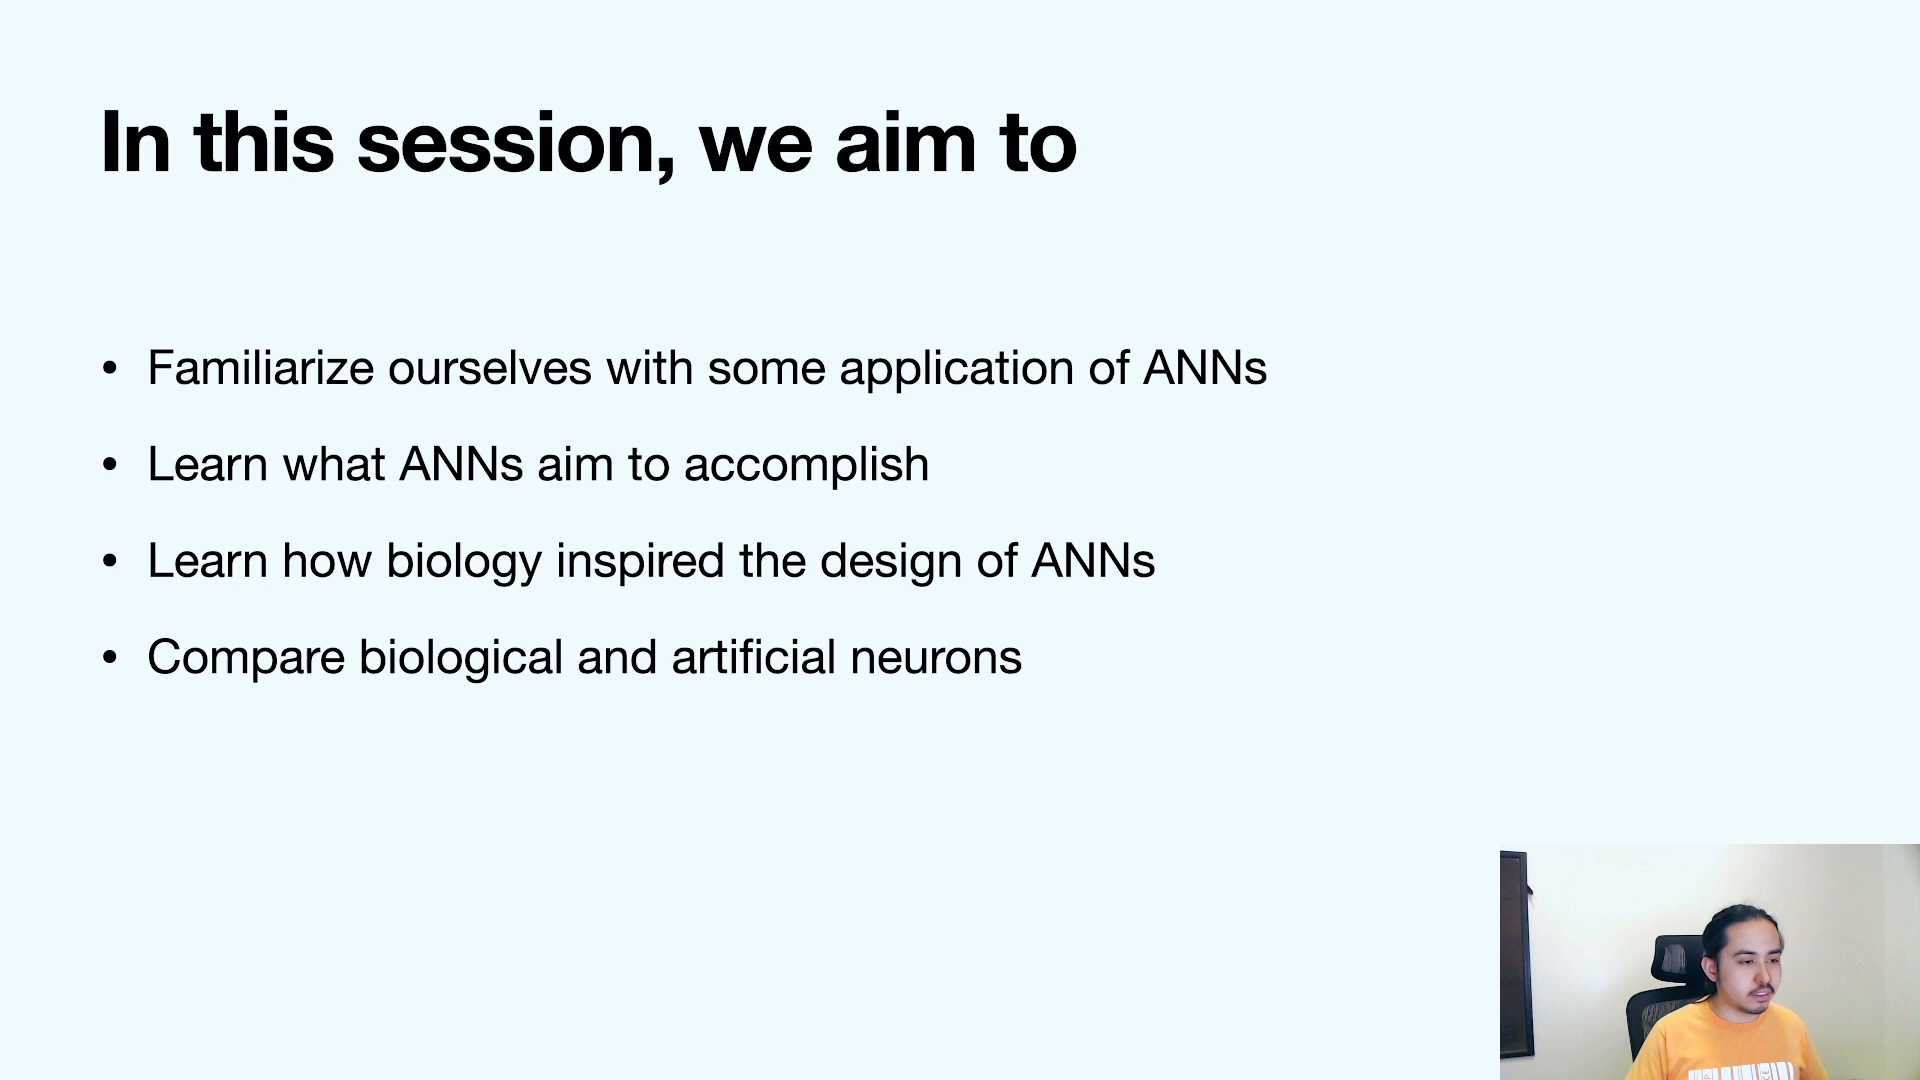 In this session, we aim to
• Familiarize ourselves with some application of ANNs
• Learn what ANNs aim to accomplish
• Learn how biology inspired the design of ANNs
• Compare biological and artificial neurons